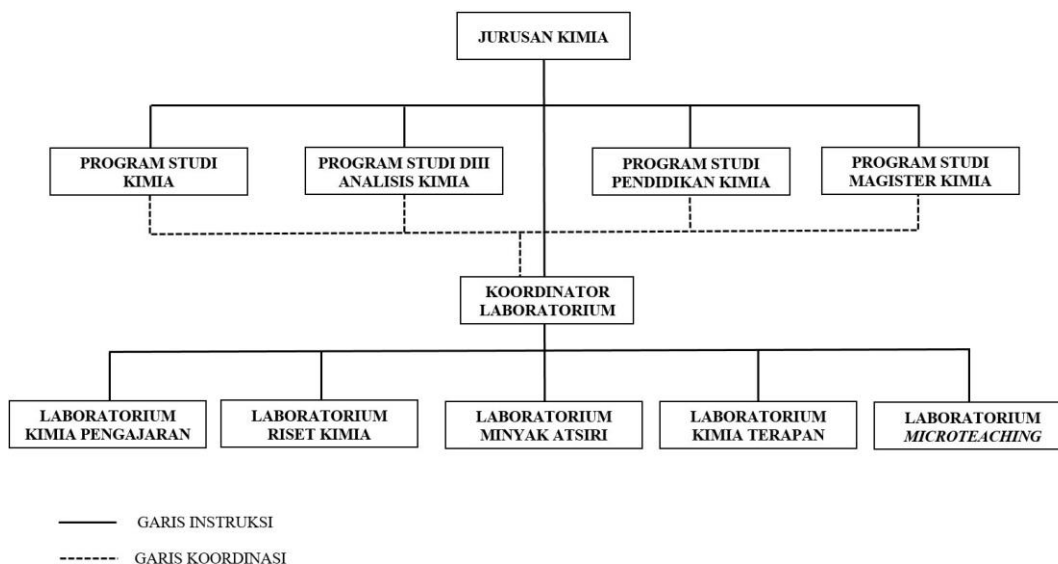 JURUSAN KIMIA
PROGRAM STUDI
KIMIA
PROGRAM STUDI DIII
ANALISIS KIMIA
PROGRAM STUDI
PENDIDIKAN KIMIA
PROGRAM STUDI
MAGISTER KIMIA
KOORDINATOR
LABORATORIUM
LABORATORIUM
KIMIA PENGAJARAN
LABORATORIUM
RISET KIMIA
LABORATORIUM
MINYAK ATSIRI
LABORATORIUM
KIMIA TERAPAN
LABORATORIUM
MICROTEACHING
GARIS INSTRUKSI
GARIS KOORDINASI